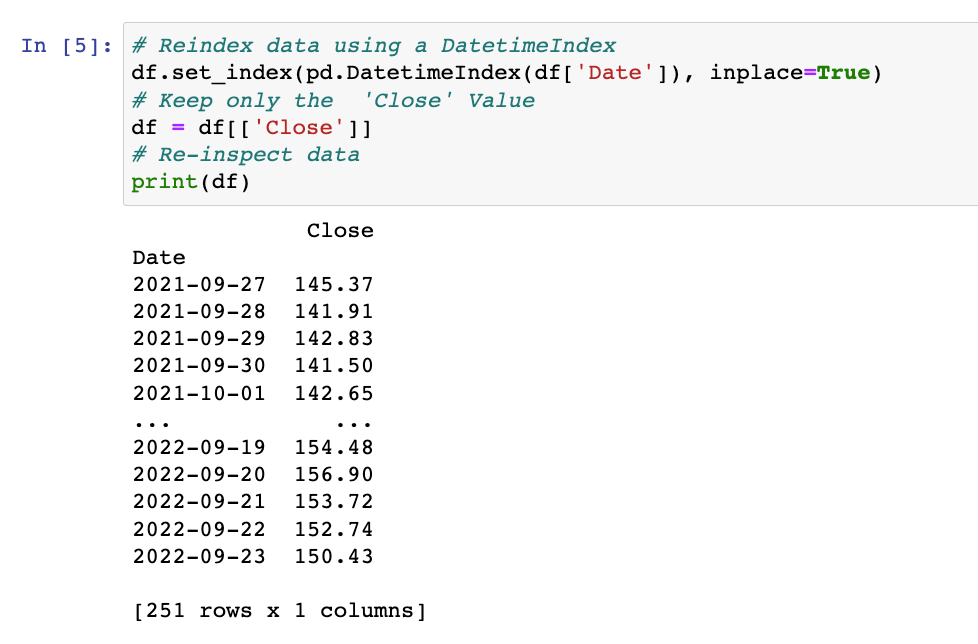 In [5]: # Reindex data using a DatetimeIndex
df.set_index(pd.DatetimeIndex(df['Date']), inplace=True)
# Keep only the  'Close' Value
df = df[['Close']]
# Re-inspect data
print(df)
Close
Date
2021-09-27  145.37
2021-09-28  141.91
2021-09-29  142.83
2021-09-30  141.50
2021-10-01  142.65
...            ...
2022-09-19  154.48
2022-09-20  156.90
2022-09-21  153.72
2022-09-22  152.74
2022-09-23  150.43
[251 rows x 1 columns]